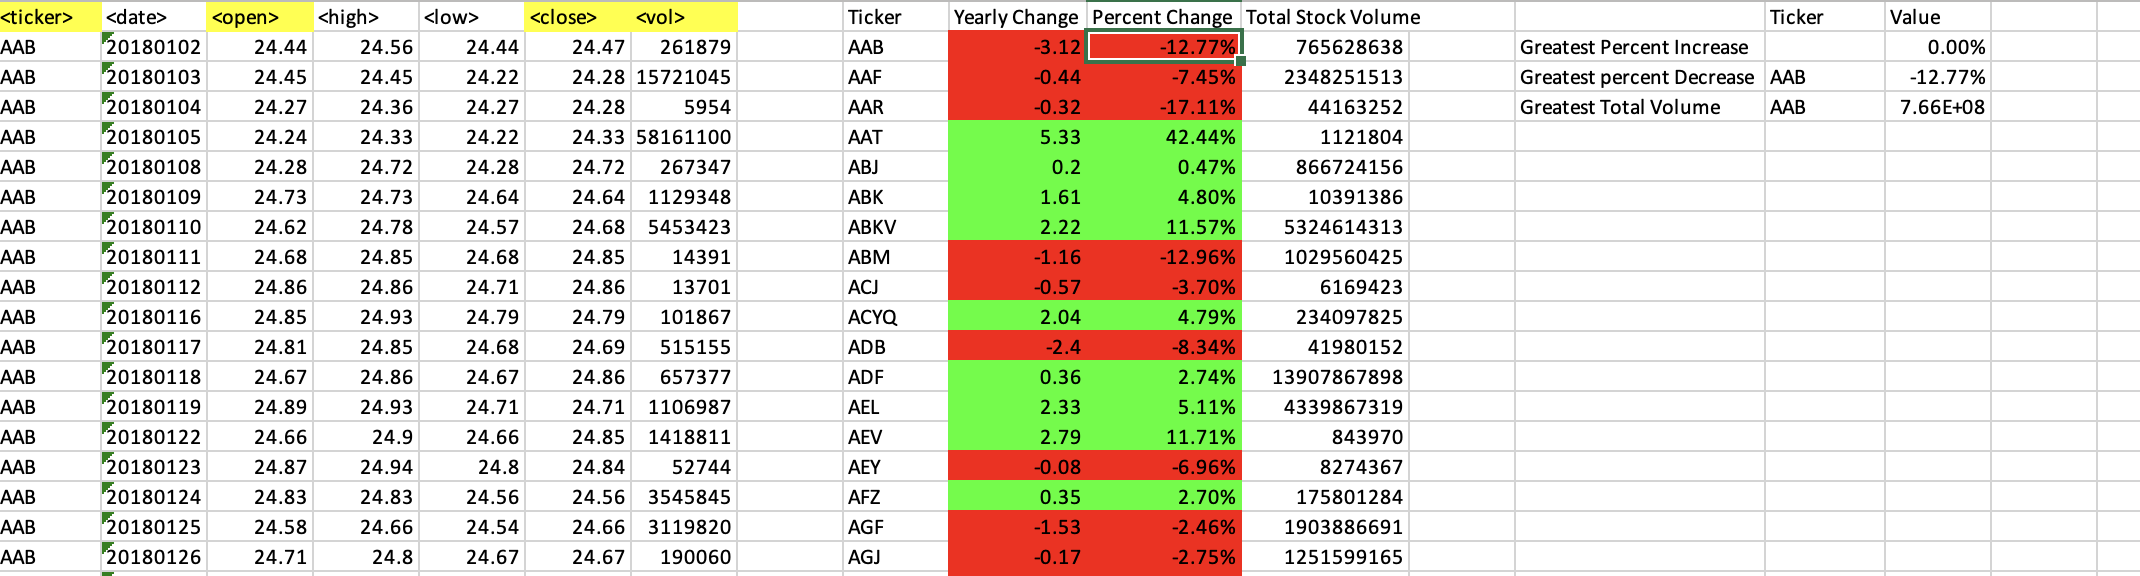 <ticker> <date> <open> <high> <low> <close> <vol> Ticker Yearly Change Percent Change Total Stock Volume Ticker Value
AAB 20180102 24.44 24.56 24.44 24.47 261879 AAB -3.12 -12.77% 765628638 Greatest Percent Increase 0.00%
AAB 20180103 24.45 24.45 24.22 24.28 15721045 AAF -0.44 -7.45% 2348251513 Greatest percent Decrease AAB -12.77%
AAB 20180104 24.27 24.36 24.27 24.28 5954 AAR -0.32 -17.11% 44163252 Greatest Total Volume AAB 7.66E+08
AAB 20180105 24.24 24.33 24.22 24.33 58161100 AAT 5.33 42.44% 1121804
AAB 20180108 24.28 24.72 24.28 24.72 267347 ABJ 0.2 0.47% 866724156
AAB 20180109 24.73 24.73 24.64 24.64 1129348 ABK 1.61 4.80% 10391386
AAB 20180110 24.62 24.78 24.57 24.68 5453423 ABKV 2.22 11.57% 5324614313
AAB 20180111 24.68 24.85 24.68 24.85 14391 ABM -1.16 -12.96% 1029560425
AAB 20180112 24.86 24.86 24.71 24.86 13701 ACJ -0.57 -3.70% 6169423
AAB 20180116 24.85 24.93 24.79 24.79 101867 ACYQ 2.04 4.79% 234097825
AAB 20180117 24.81 24.85 24.68 24.69 515155 ADB -2.4 -8.34% 41980152
AAB 20180118 24.67 24.86 24.67 24.86 657377 ADF 0.36 2.74% 13907867898
AAB 20180119 24.89 24.93 24.71 24.71 1106987 AEL 2.33 5.11% 4339867319
AAB 20180122 24.66 24.9 24.66 24.85 1418811 AEV 2.79 11.71% 843970
AAB 20180123 24.87 24.94 24.8 24.84 52744 AEY -0.08 -6.96% 8274367
AAB 20180124 24.83 24.83 24.56 24.56 3545845 AFZ 0.35 2.70% 175801284
AAB 20180125 24.58 24.66 24.54 24.66 3119820 AGF -1.53 -2.46% 1903886691
AAB 20180126 24.71 24.8 24.67 24.67 190060 AGJ -0.17 -2.75% 1251599165